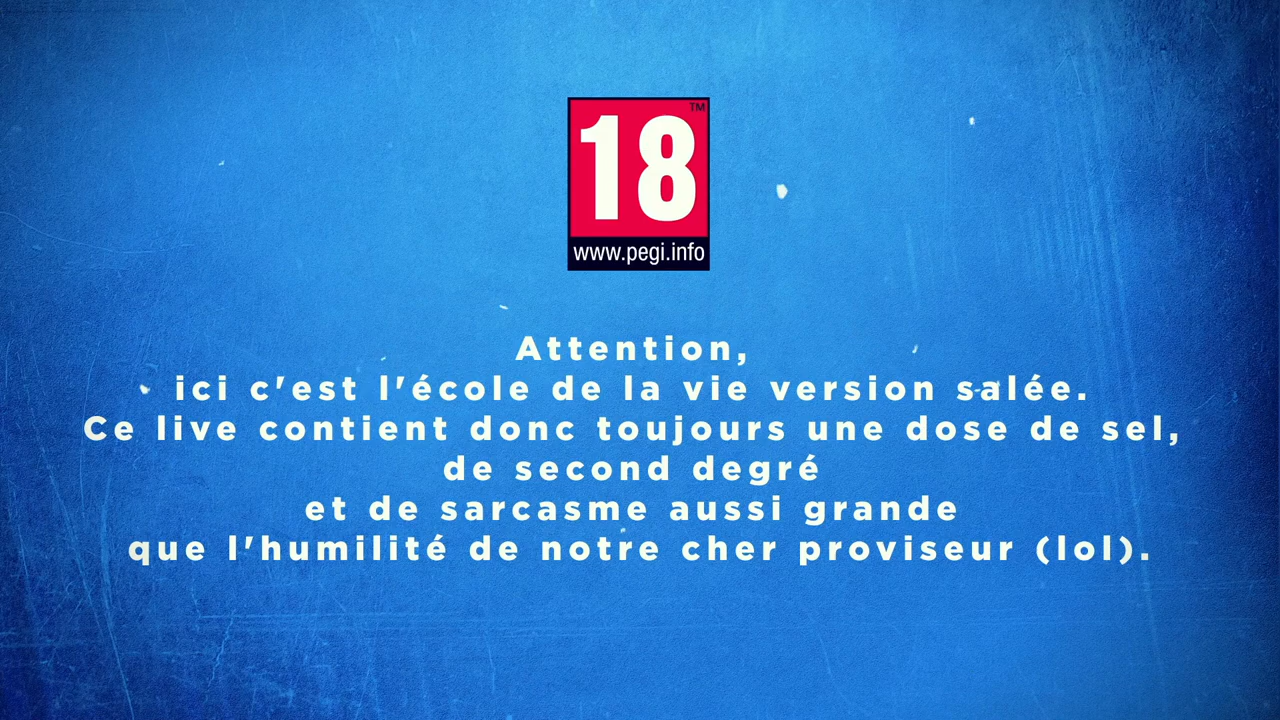 TM
18
www.pegi.info
Attention,
ici c'est l'école de la vie version salée.
Ce live contient donc toujours une dose de sel,
de second degré
et de sarcasme aussi grande
que l'humilité de notre cher proviseur (lol).